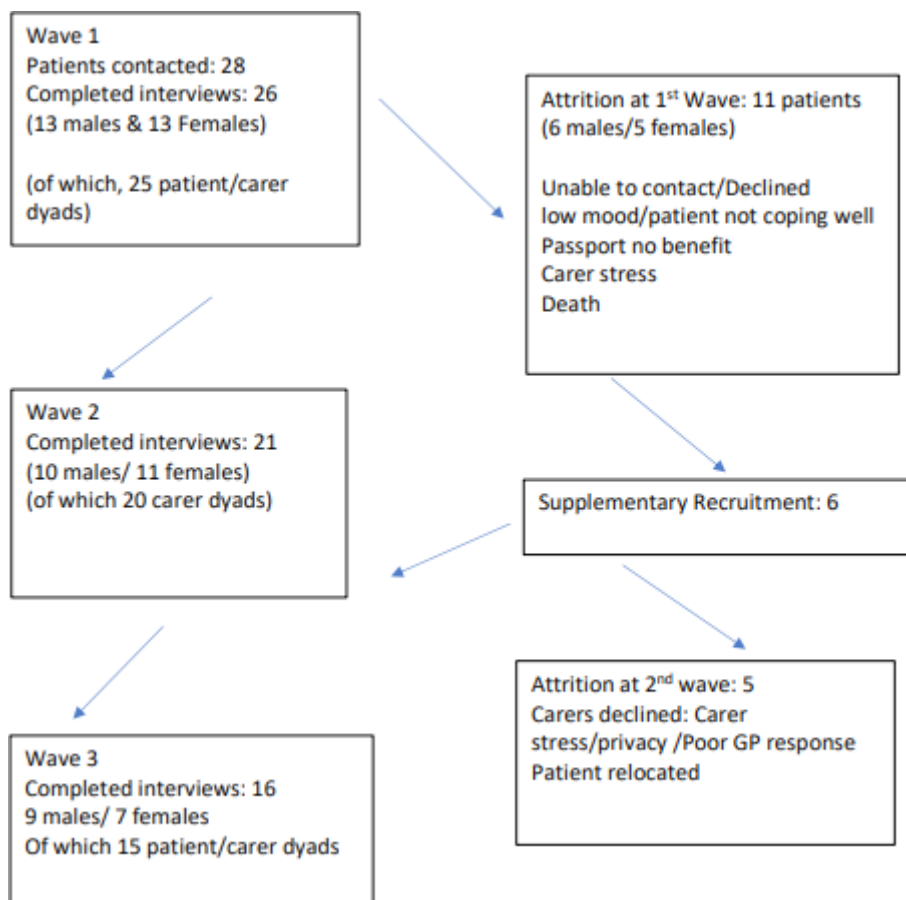 Wave 1
Patients contacted: 28
Completed interviews: 26
(13 males & 13 Females)
(of which, 25 patient/carer
dyads)
Attrition at 1st Wave: 11 patients
(6 males/5 females)
Unable to contact/Declined
low mood/patient not coping well
Passport no benefit
Carer stress
Death
Wave 2
Completed interviews: 21
(10 males/ 11 females)
(of which 20 carer dyads)
Supplementary Recruitment: 6
Attrition at 2nd wave: 5
Carers declined: Carer
stress/privacy /Poor GP response
Patient relocated
Wave 3
Completed interviews: 16
9 males/ 7 females
Of which 15 patient/carer dyads